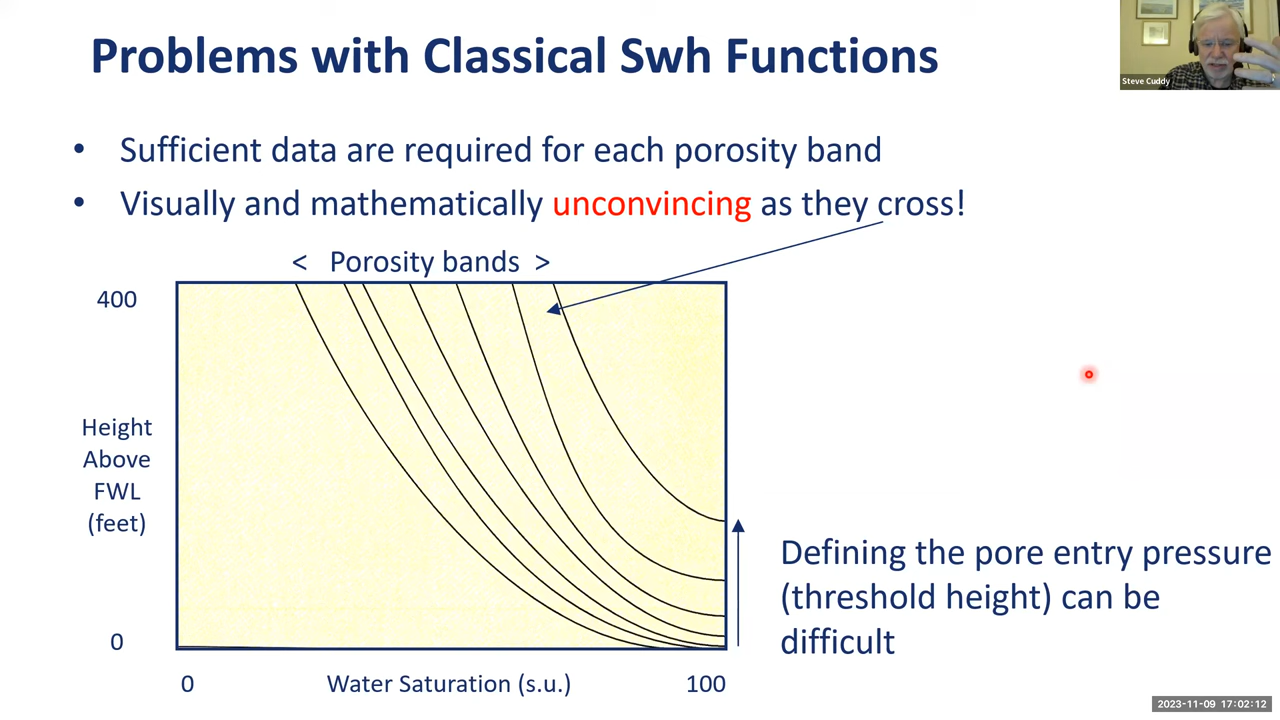 Problems with Classical Swh Functions
Steve Cuddy
• Sufficient data are required for each porosity band
• Visually and mathematically unconvincing as they cross!
< Porosity bands >
400
Height
Above
FWL
(feet)
0
0 Water Saturation (s.u.) 100
Defining the pore entry pressure
(threshold height) can be
difficult
2023-11-09 17:02:12